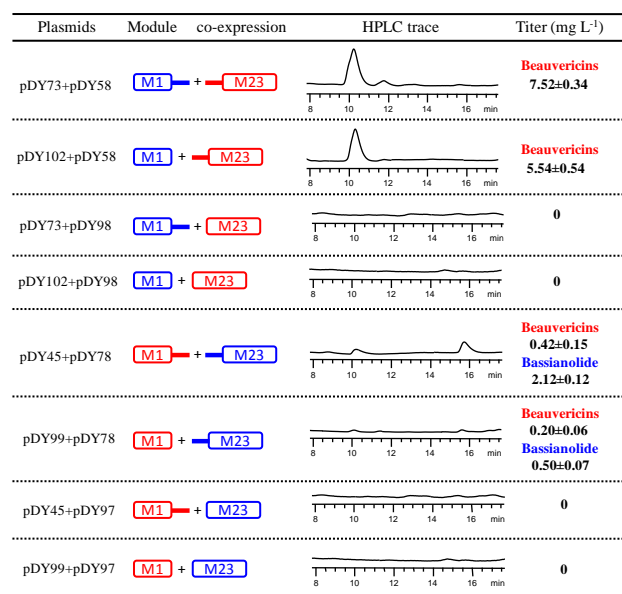 Plasmids Module co-expression HPLC trace Titer (mg L-1)
pDY73+pDY58 M1 + M23 Beauvericins
7.52±0.34
8 10 12 14 16 min
pDY102+pDY58 M1 + M23 Beauvericins
5.54±0.54
8 10 12 14 16 min
pDY73+pDY98 M1 + M23 0
8 10 12 14 16 min
pDY102+pDY98 M1 + M23 0
8 10 12 14 16 min
pDY45+pDY78 M1 + M23 Beauvericins
0.42±0.15
Bassianolide
2.12±0.12
8 10 12 14 16 min
pDY99+pDY78 M1 + M23 Beauvericins
0.20±0.06
Bassianolide
0.50±0.07
8 10 12 14 16 min
pDY45+pDY97 M1 + M23 0
8 10 12 14 16 min
pDY99+pDY97 M1 + M23 0
8 10 12 14 16 min